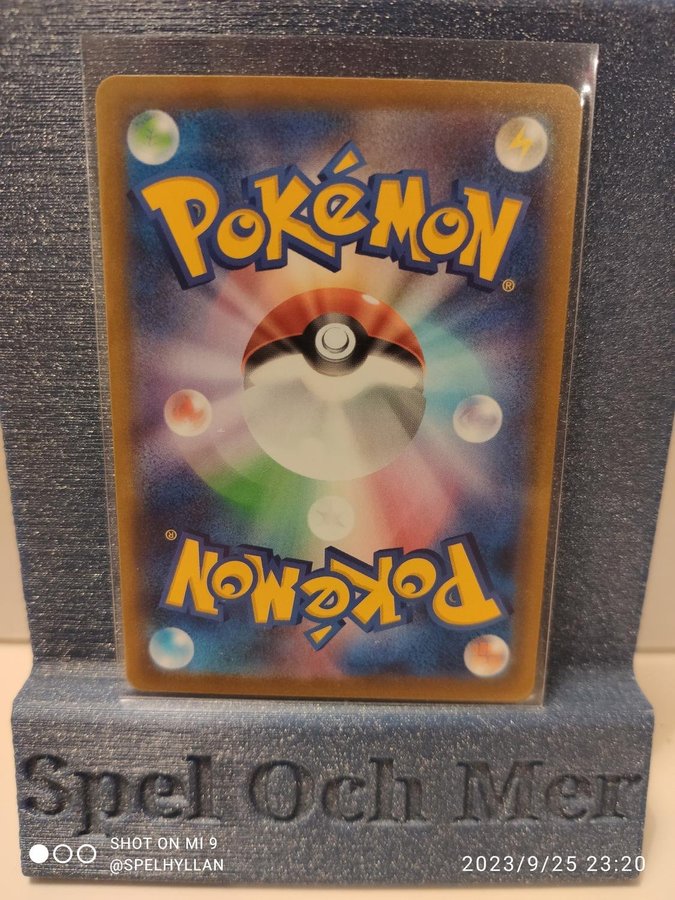 POKéMON
®
®
POKéMON
Spel Och Mer
SHOT ON MI 9
@SPELHYLLAN
2023/9/25 23:20